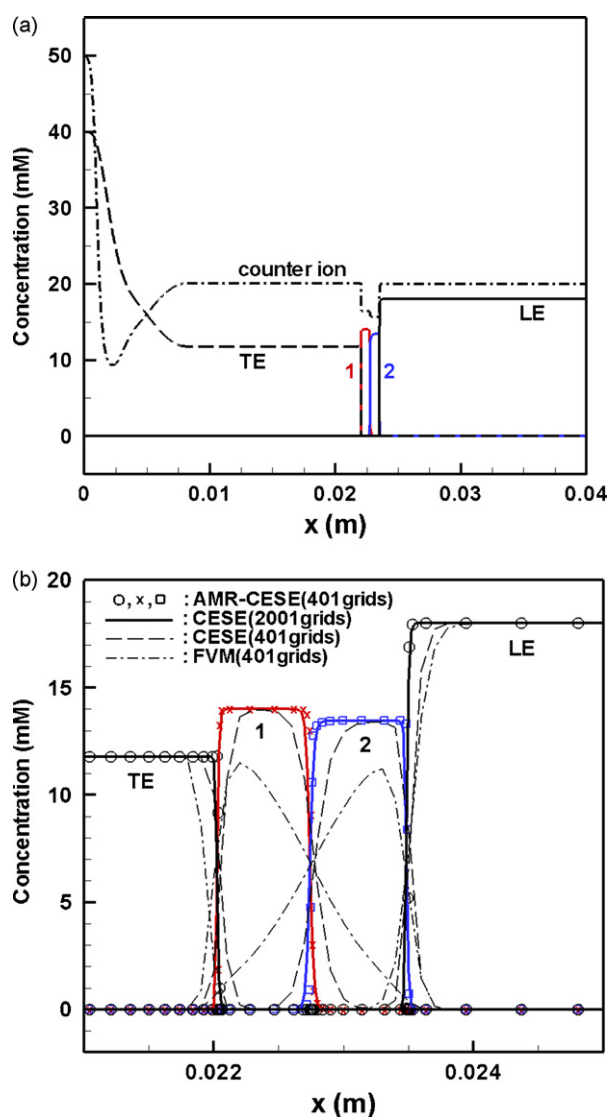 (a)
50
40
30
20
10
0
Concentration (mM)
counter ion
TE
1
2
LE
0
0.01
0.02
0.03
0.04
x (m)
(b)
20
15
10
5
0
Concentration (mM)
○, ×, □ : AMR-CESE(401grids)
: CESE(2001grids)
: CESE(401grids)
: FVM(401grids)
TE
1
2
LE
0.022
0.024
x (m)